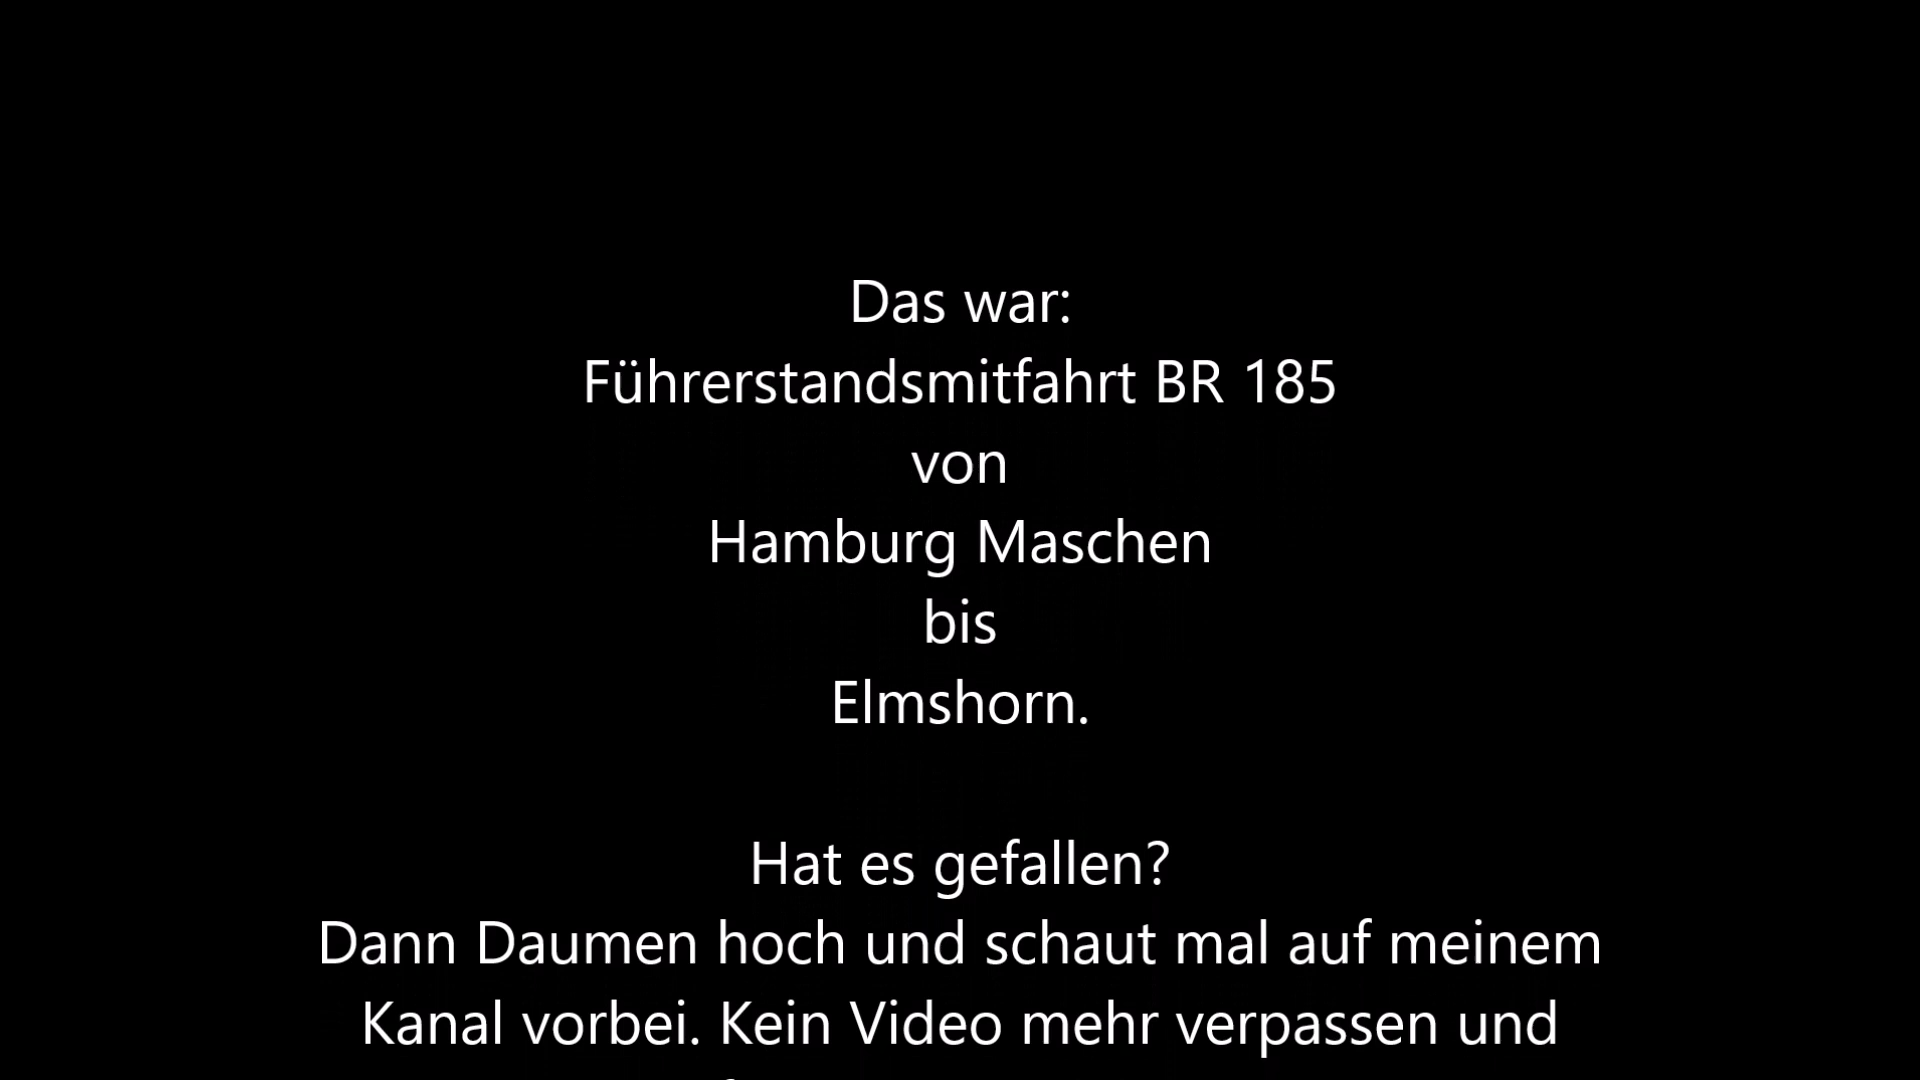 Das war:
Führerstandsmitfahrt BR 185
von
Hamburg Maschen
bis
Elmshorn.
Hat es gefallen?
Dann Daumen hoch und schaut mal auf meinem
Kanal vorbei. Kein Video mehr verpassen und